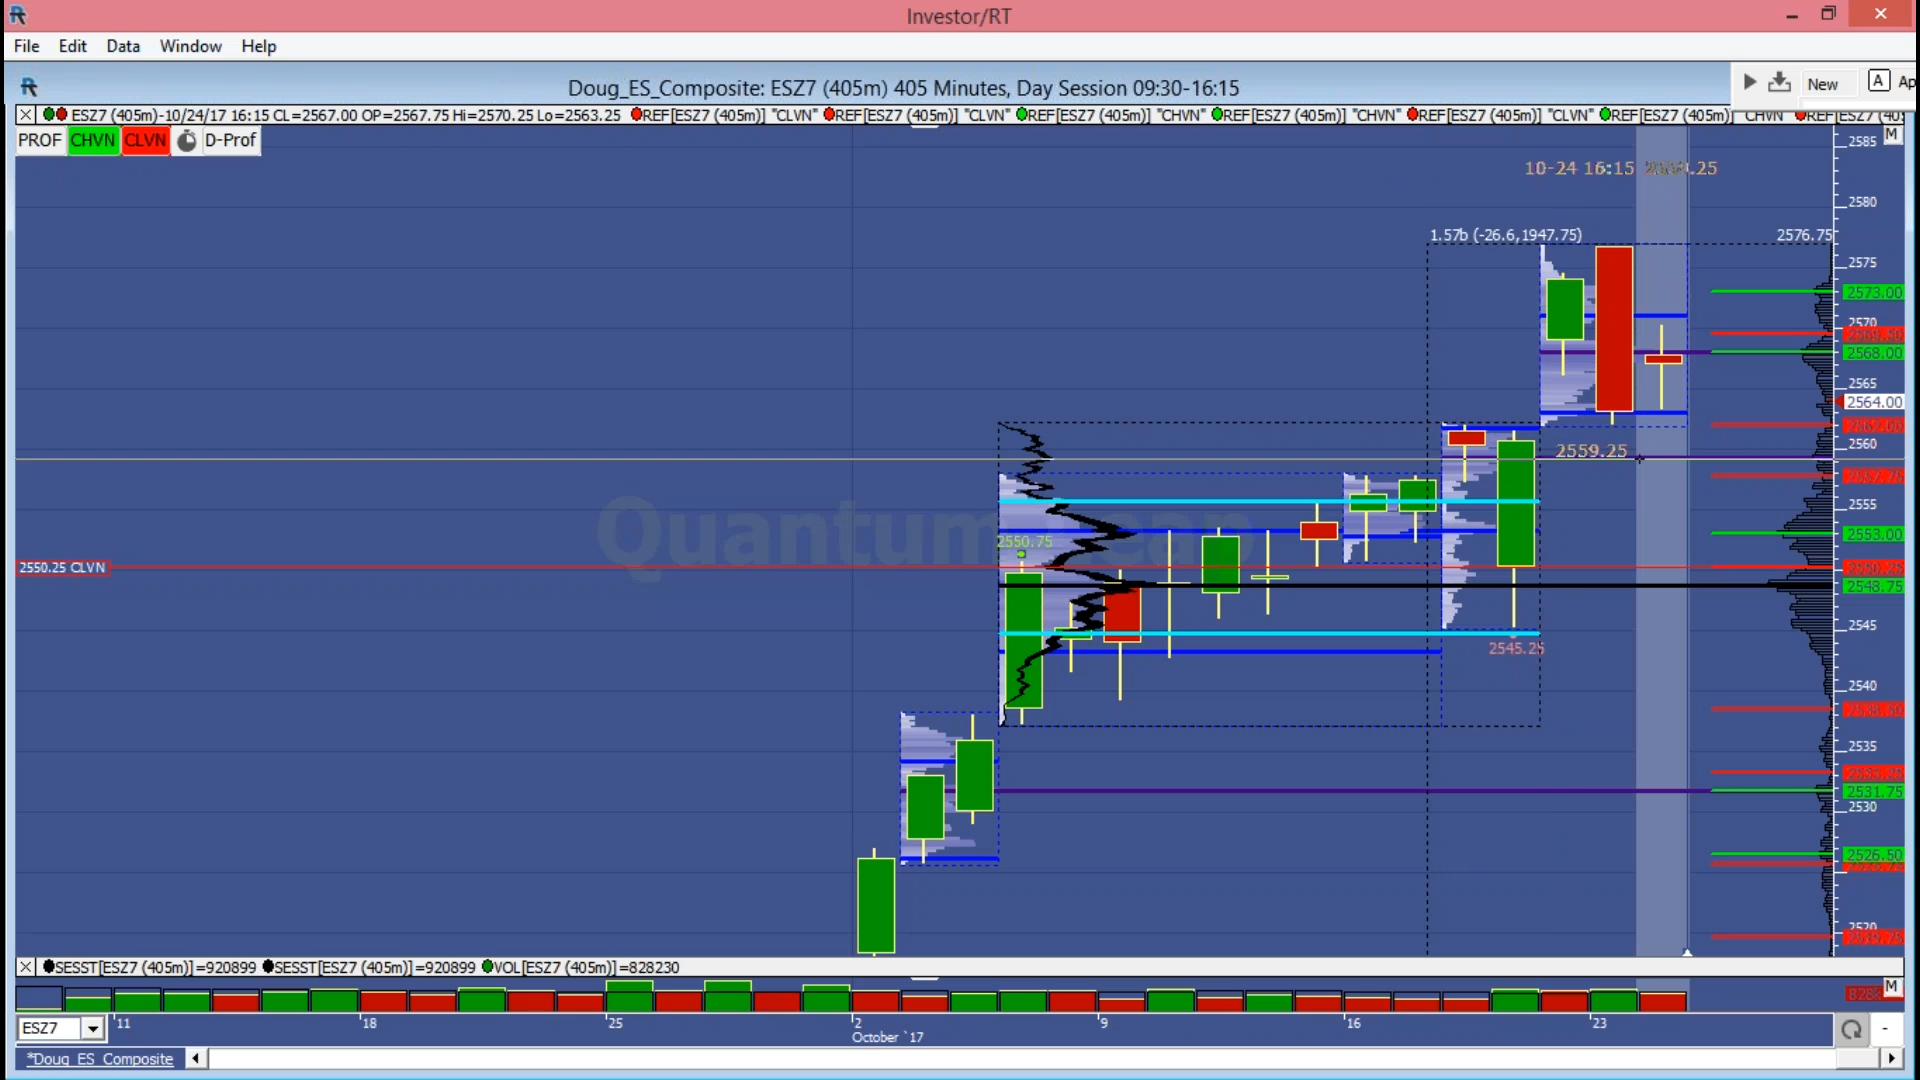 Investor/RT
File Edit Data Window Help
Doug_ES_Composite: ESZ7 (405m) 405 Minutes, Day Session 09:30-16:15
New A Ap
ESZ7 (405m)-10/24/17 16:15 CL=2567.00 OP=2567.75 Hi=2570.25 Lo=2563.25 REF[ESZ7 (405m)] "CLVN" REF[ESZ7 (405m)] "CLVN" REF[ESZ7 (405m)] "CHVN" REF[ESZ7 (405m)] "CHVN" REF[ESZ7 (405m)] "CLVN" REF[ESZ7 (405m)] CHVN REF[ESZ7 (405
PROF CHVN CLVN D-Prof
M
2585
10-24 16:15
2580
1.57b (-26.6,1947.75) 2576.75
2575
2573.00
2570
2568.00
2565
2564.00
2560
2559.25
2555
2553.00
2550.75
2550.25 CLVN
2548.75
2545
2545.25
2540
2535
2531.75
2530
2526.50
2520
SESST[ESZ7 (405m)]=920899 SESST[ESZ7 (405m)]=920899 VOL[ESZ7 (405m)]=828230
M
ESZ7 11 18 25 2 9 16 23
October `17
*Doug_ES_Composite